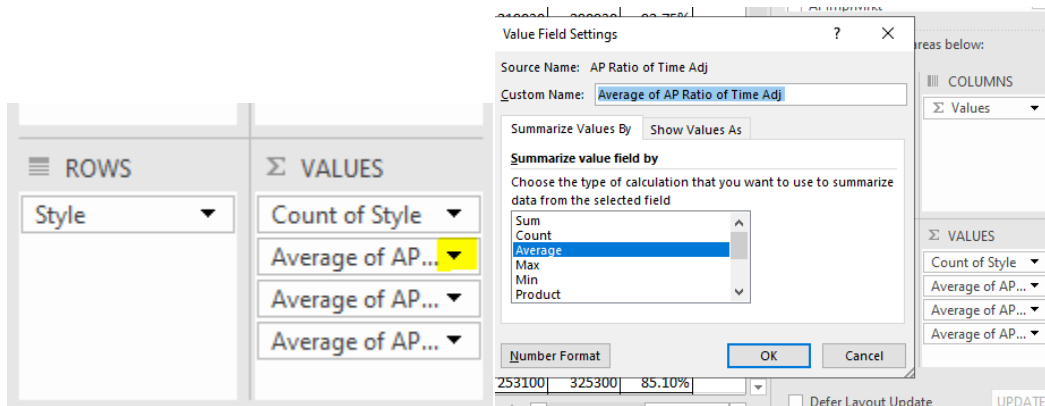 ROWS
Style
Σ VALUES
Count of Style
Average of AP...
Average of AP...
Average of AP...
Value Field Settings
?
Source Name: AP Ratio of Time Adj
Custom Name: Average of AP Ratio of Time Adj
Summarize Values By
Show Values As
Summarize value field by
Choose the type of calculation that you want to use to summarize
data from the selected field
Sum
Count
Average
Max
Min
Product
Number Format
OK
Cancel
253100 325300 85.10%
reas below:
COLUMNS
Σ Values
Σ VALUES
Count of Style
Average of AP...
Average of AP...
Average of AP...
Defer Layout Update
UPDATE